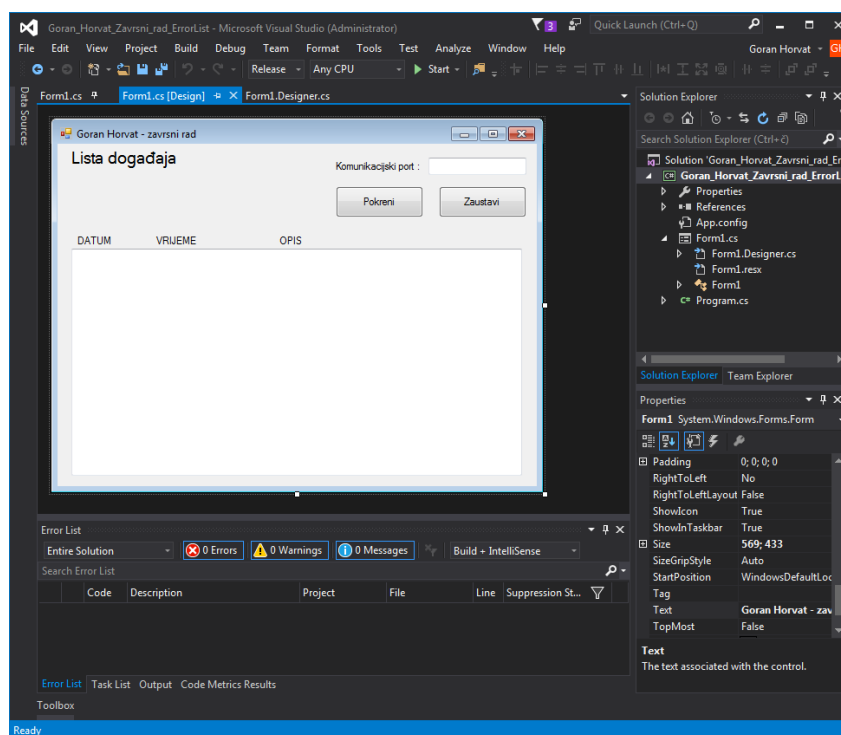 Goran_Horvat_Zavrsni_rad_ErrorList - Microsoft Visual Studio (Administrator)
3
Quick Launch (Ctrl+Q)
File Edit View Project Build Debug Team Format Tools Test Analyze Window Help
Goran Horvat
Release Any CPU Start
Data Sources
Form1.cs Form1.cs [Design] Form1.Designer.cs
Goran Horvat - zavrsni rad
Lista događaja
Komunikacijski port :
Pokreni Zaustavi
DATUM VRIJEME OPIS
Error List
Entire Solution 0 Errors 0 Warnings 0 Messages Build + IntelliSense
Search Error List
Code Description Project File Line Suppression St...
Error List Task List Output Code Metrics Results
Toolbox
Ready
Solution Explorer
Search Solution Explorer (Ctrl+č)
Solution 'Goran_Horvat_Zavrsni_rad_Er
Goran_Horvat_Zavrsni_rad_ErrorL
Properties
References
App.config
Form1.cs
Form1.Designer.cs
Form1.resx
Form1
C# Program.cs
Solution Explorer Team Explorer
Properties
Form1 System.Windows.Forms.Form
Padding 0; 0; 0; 0
RightToLeft No
RightToLeftLayout False
ShowIcon True
ShowInTaskbar True
Size 569; 433
SizeGripStyle Auto
StartPosition WindowsDefaultLoc
Tag
Text Goran Horvat - zav
TopMost False
Text
The text associated with the control.